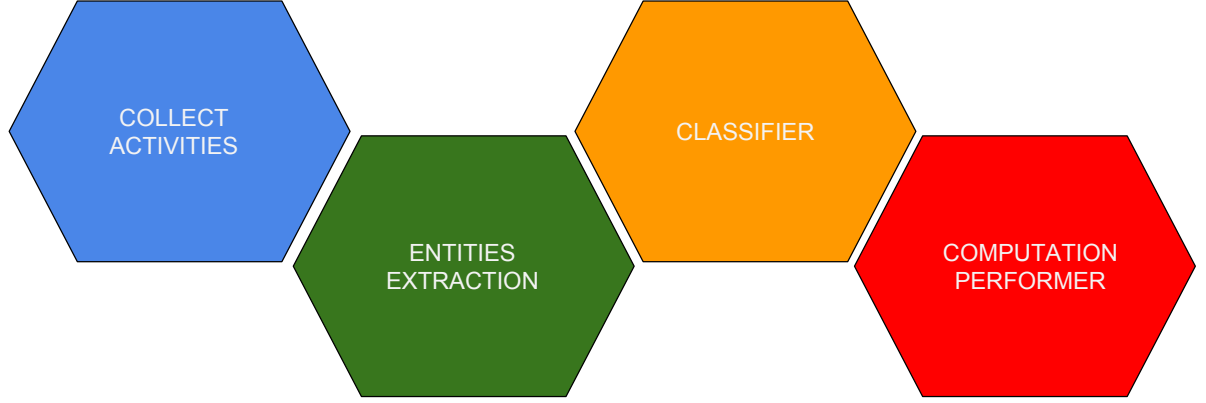 COLLECT
ACTIVITIES
ENTITIES
EXTRACTION
CLASSIFIER
COMPUTATION
PERFORMER